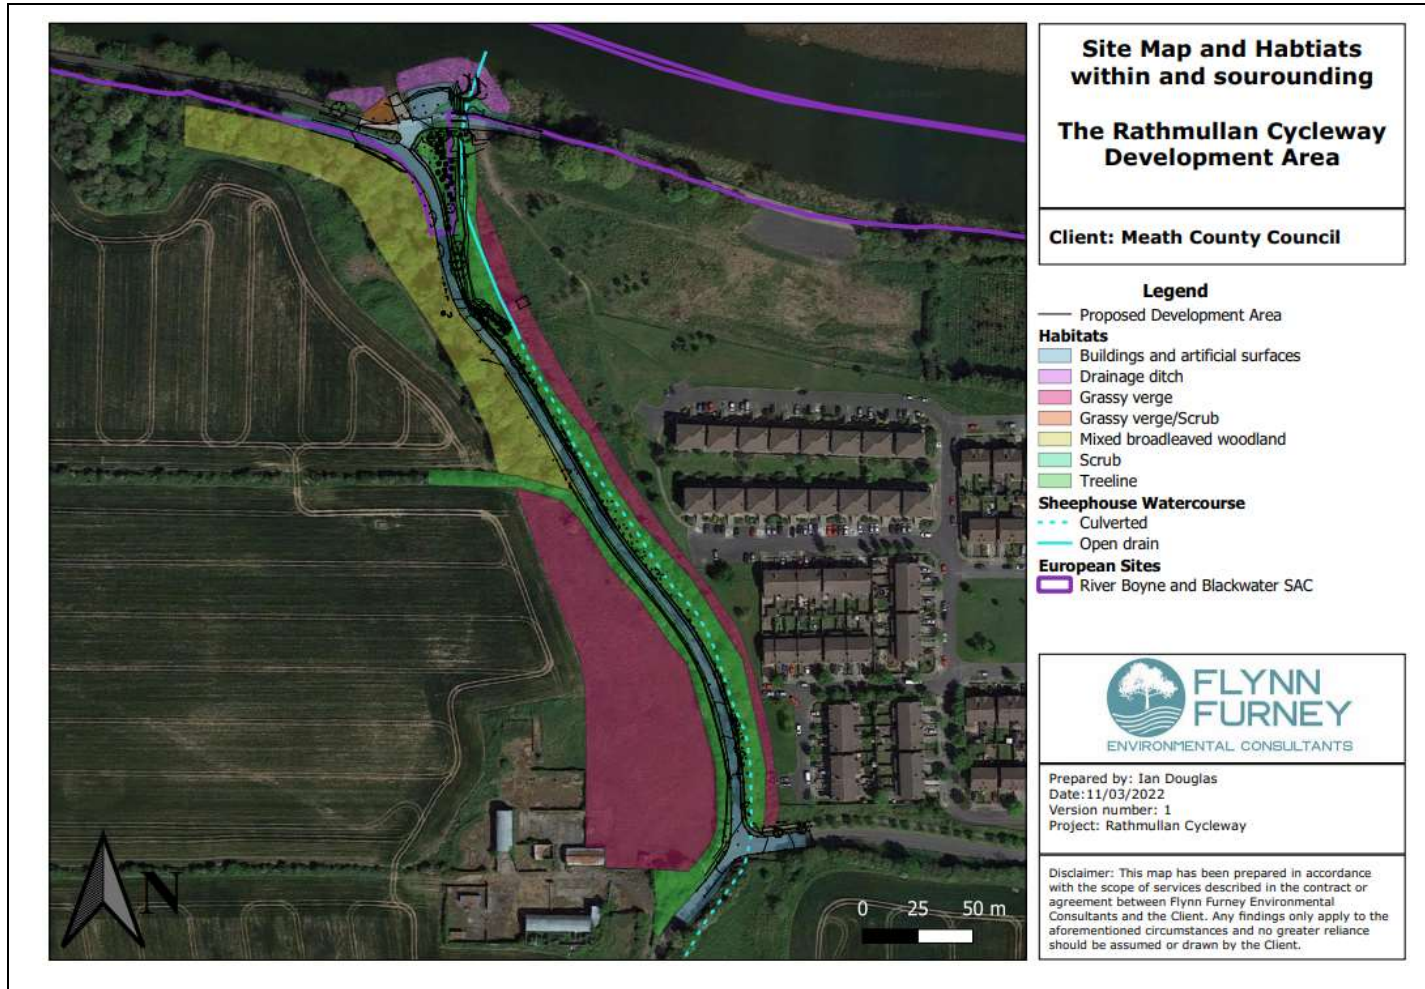 Site Map and Habtiats
within and sourounding
The Rathmullan Cycleway
Development Area
Client: Meath County Council
Legend
Proposed Development Area
Habitats
Buildings and artificial surfaces
Drainage ditch
Grassy verge
Grassy verge/Scrub
Mixed broadleaved woodland
Scrub
Treeline
Sheephouse Watercourse
Culverted
Open drain
European Sites
River Boyne and Blackwater SAC
FLYNN
FURNEY
ENVIRONMENTAL CONSULTANTS
Prepared by: Ian Douglas
Date:11/03/2022
Version number: 1
Project: Rathmullan Cycleway
Disclaimer: This map has been prepared in accordance
with the scope of services described in the contract or
agreement between Flynn Furney Environmental
Consultants and the Client. Any findings only apply to the
aforementioned circumstances and no greater reliance
should be assumed or drawn by the Client.
N
0 25 50 m